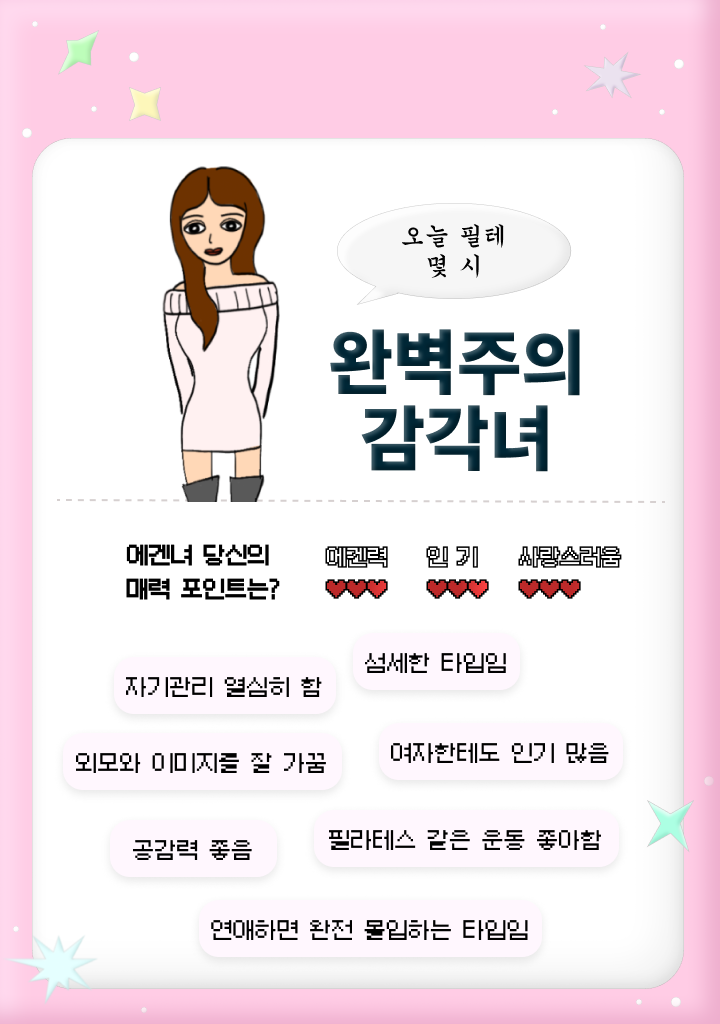 오늘 필테
몇 시
완벽주의
감각녀
에겐녀 당신의
매력 포인트는?
에겐력 인 기 사랑스러움
섬세한 타입임
자기관리 열심히 함
여자한테도 인기 많음
외모와 이미지를 잘 가꿈
필라테스 같은 운동 좋아함
공감력 좋음
연애하면 완전 몰입하는 타입임